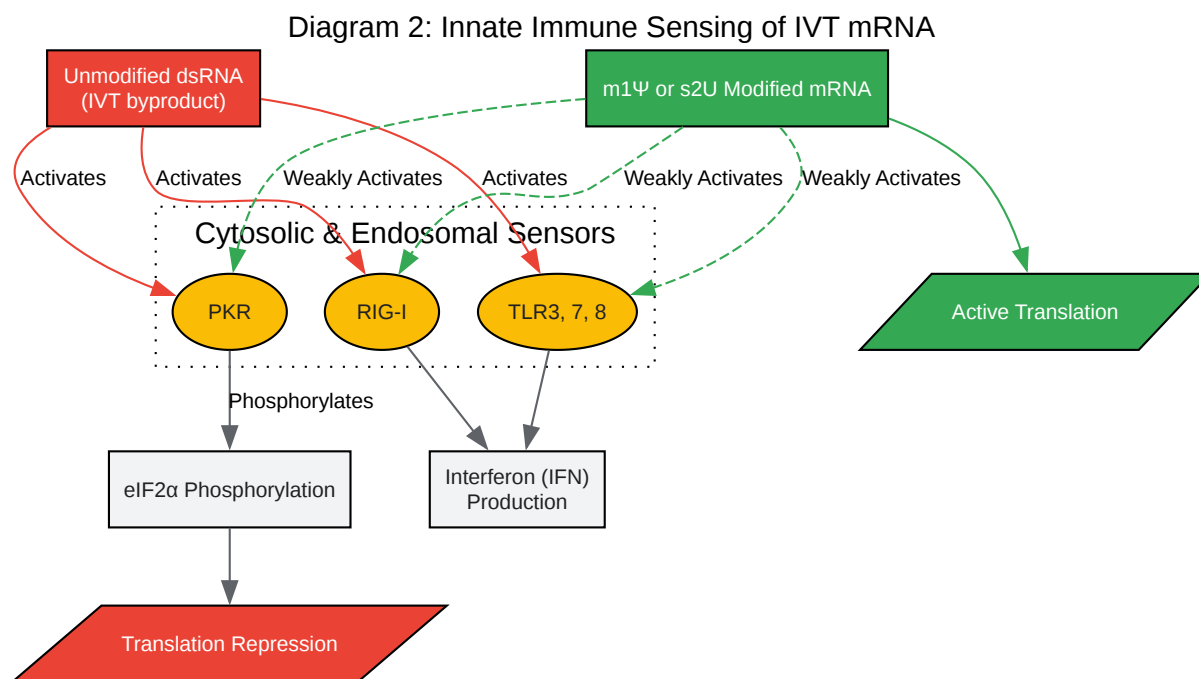 Diagram 2: Innate Immune Sensing of IVT mRNA
Unmodified dsRNA
(IVT byproduct)
m1Ψ or s2U Modified mRNA
Activates
Activates
Weakly Activates
Activates
Weakly Activates
Weakly Activates
Cytosolic & Endosomal Sensors
PKR
RIG-I
TLR3, 7, 8
Active Translation
Phosphorylates
eIF2α Phosphorylation
Interferon (IFN)
Production
Translation Repression